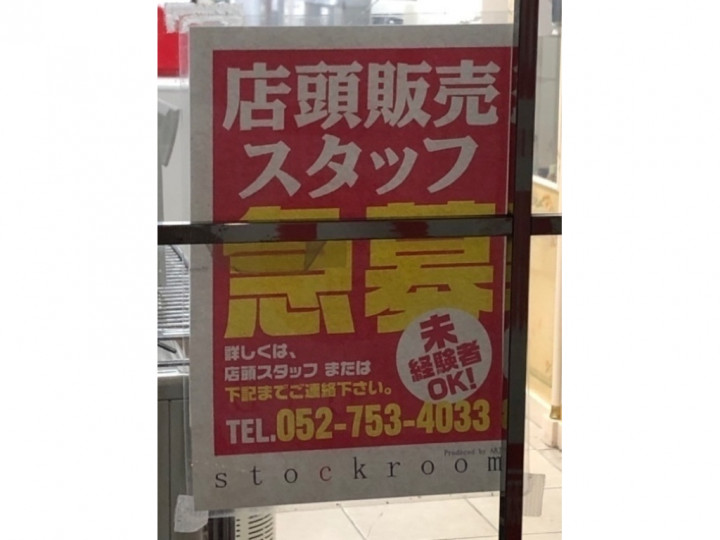 店頭販売
スタッフ
急募
未
経験者
OK!
詳しくは、
店頭スタッフ または
下記までご連絡下さい。
TEL.052-753-4033
Produced by
stockroom